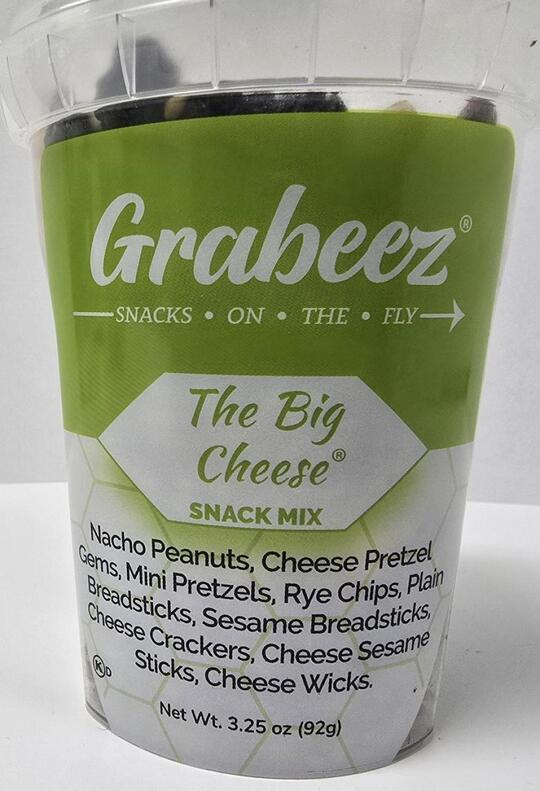 Grabeez®
SNACKS • ON • THE • FLY
The Big
Cheese®
SNACK MIX
Nacho Peanuts, Cheese Pretzel
Gems, Mini Pretzels, Rye Chips, Plain
Breadsticks, Sesame Breadsticks,
Cheese Crackers, Cheese Sesame
Sticks, Cheese Wicks.
K D
Net Wt. 3.25 oz (92g)